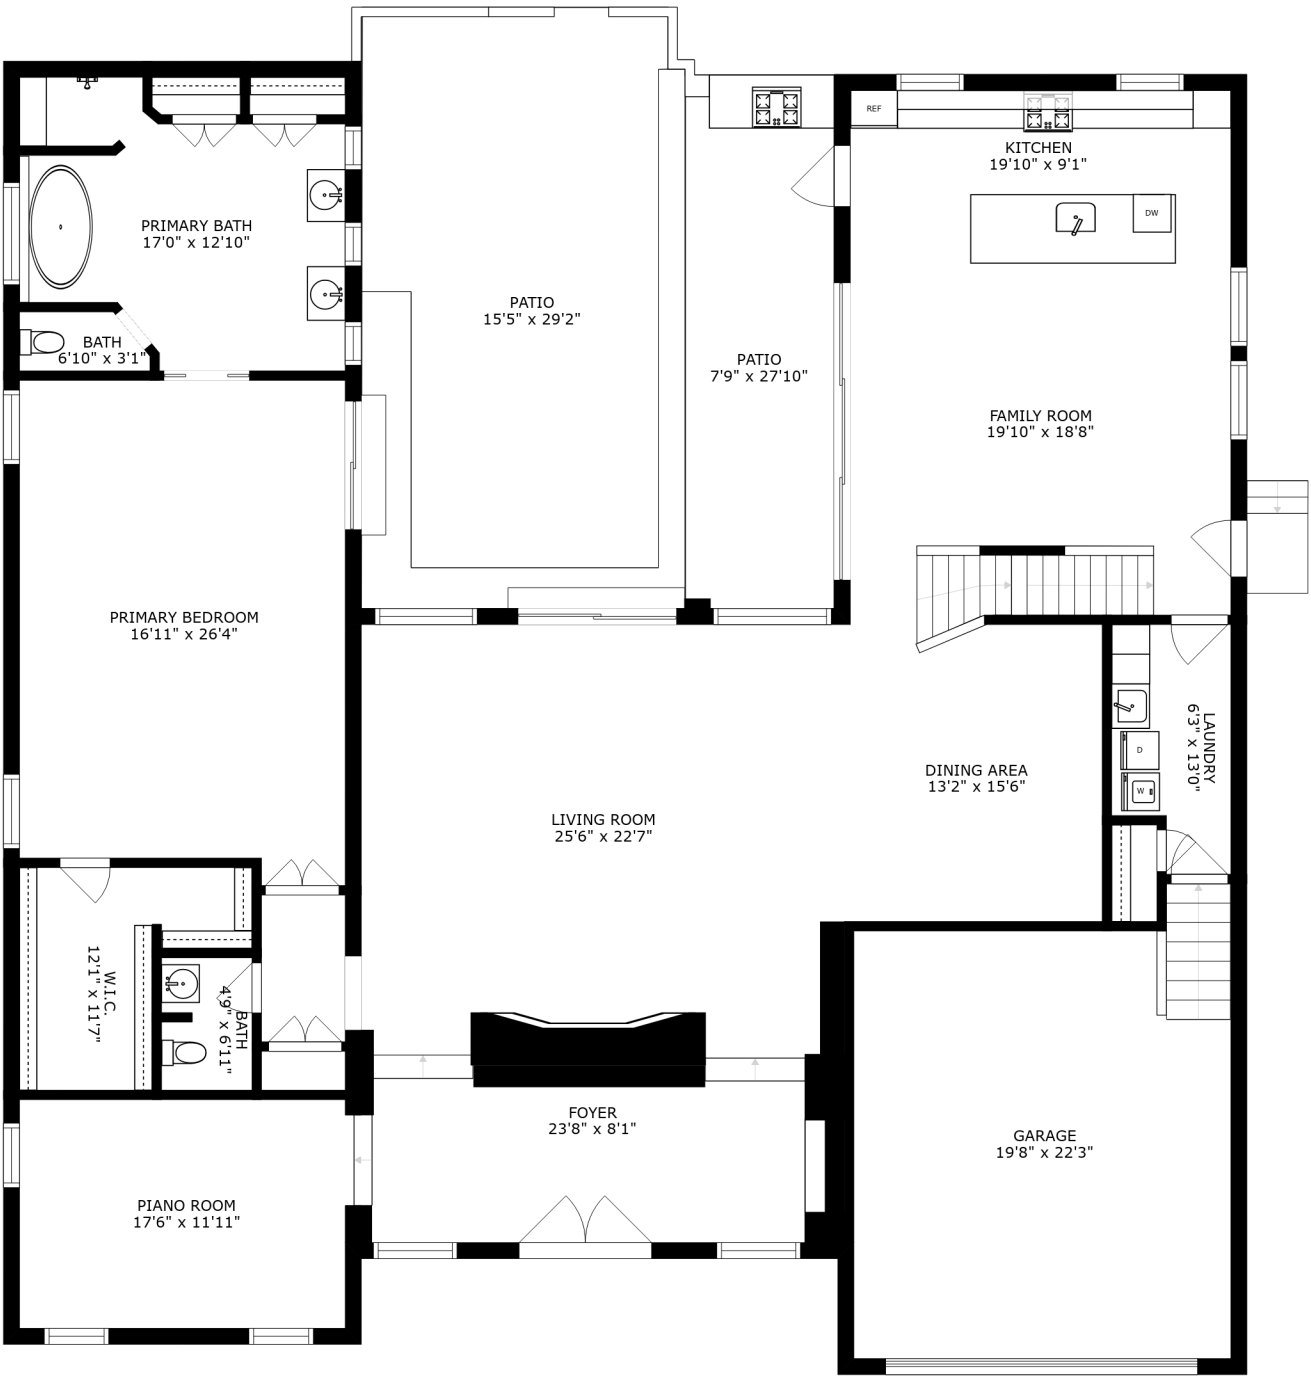 REF
KITCHEN
19'10" x 9'1"
DW
PRIMARY BATH
17'0" x 12'10"
PATIO
15'5" x 29'2"
BATH
6'10" x 3'1"
PATIO
7'9" x 27'10"
FAMILY ROOM
19'10" x 18'8"
PRIMARY BEDROOM
16'11" x 26'4"
LAUNDRY
6'3" x 13'0"
D
W
DINING AREA
13'2" x 15'6"
LIVING ROOM
25'6" x 22'7"
W.I.C.
12'1" x 11'7"
BATH
4'9" x 6'11"
FOYER
23'8" x 8'1"
GARAGE
19'8" x 22'3"
PIANO ROOM
17'6" x 11'11"